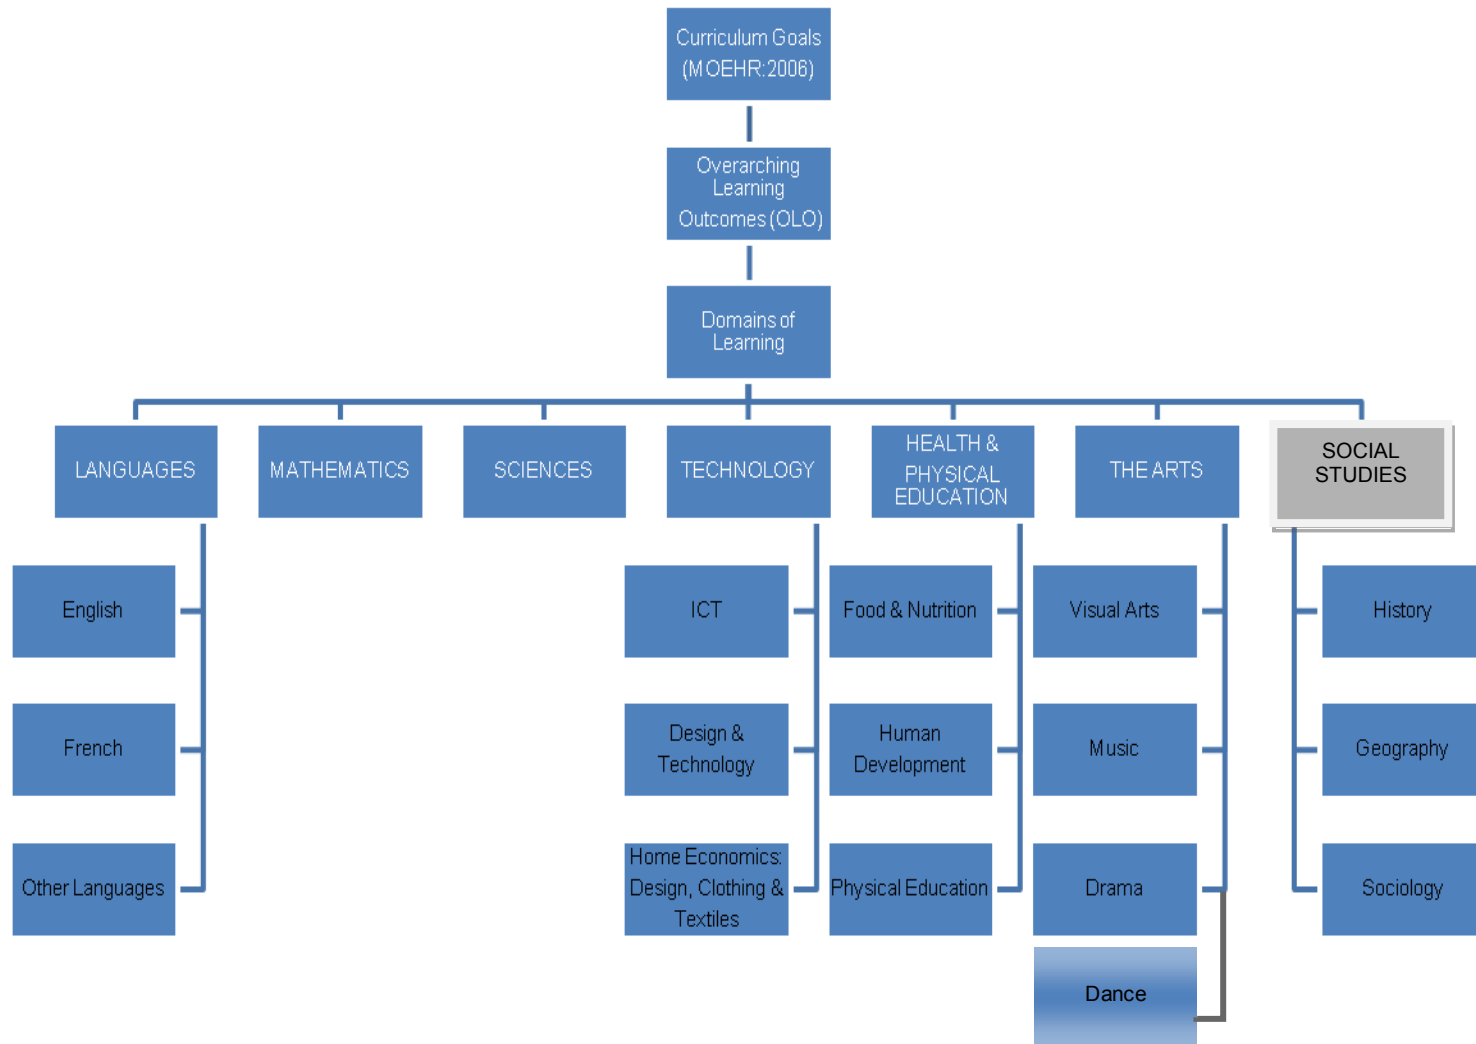 Curriculum Goals
(MOEHR:2006)
Overarching
Learning
Outcomes (OLO)
Domains of
Learning
LANGUAGES
MATHEMATICS
SCIENCES
TECHNOLOGY
HEALTH &
PHYSICAL
EDUCATION
THE ARTS
SOCIAL
STUDIES
English
ICT
Food & Nutrition
Visual Arts
History
French
Design &
Technology
Human
Development
Music
Geography
Other Languages
Home Economics:
Design, Clothing &
Textiles
Physical Education
Drama
Sociology
Dance